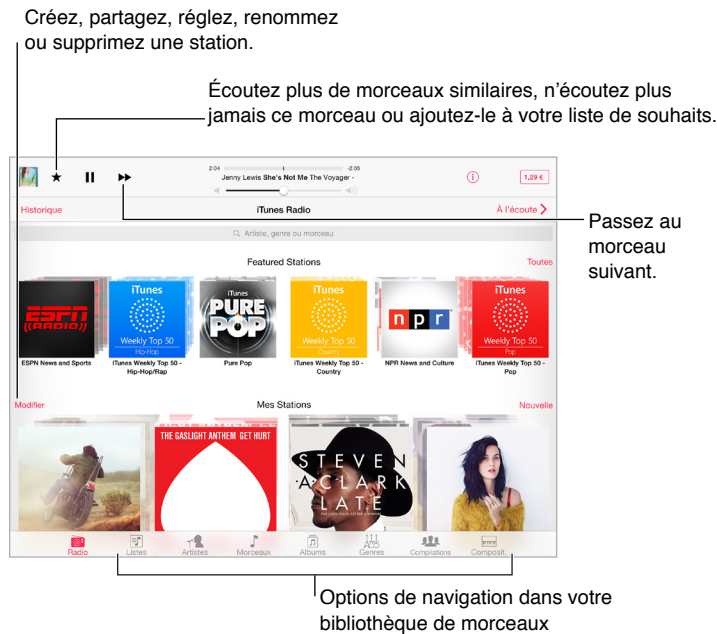 Créez, partagez, réglez, renommez
ou supprimez une station.
Écoutez plus de morceaux similaires, n’écoutez plus
jamais ce morceau ou ajoutez-le à votre liste de souhaits.
2:04 -2:05
Jenny Lewis She's Not Me The Voyager -
1,29 €
Historique iTunes Radio À l'écoute
Passez au
morceau
suivant.
Artiste, genre ou morceau
Featured Stations Toutes
ESPN
((RADIO))
iTunes
Weekly Top 50
Hip-Hop
iTunes
PURE
POP
iTunes
Weekly Top 50
Country
npr
iTunes
Weekly Top 50
Pop
ESPN News and Sports
iTunes Weekly Top 50 -
Hip-Hop/Rap
Pure Pop
iTunes Weekly Top 50 -
Country
NPR News and Culture
iTunes Weekly Top 50 -
Pop
Modifier Mes Stations Nouvelle
THE GASLIGHT ANTHEM GET HURT
STEVEN
A CLARK
LATE
Radio Listes Artistes Morceaux Albums Genres Compilations Composit.
Options de navigation dans votre
bibliothèque de morceaux